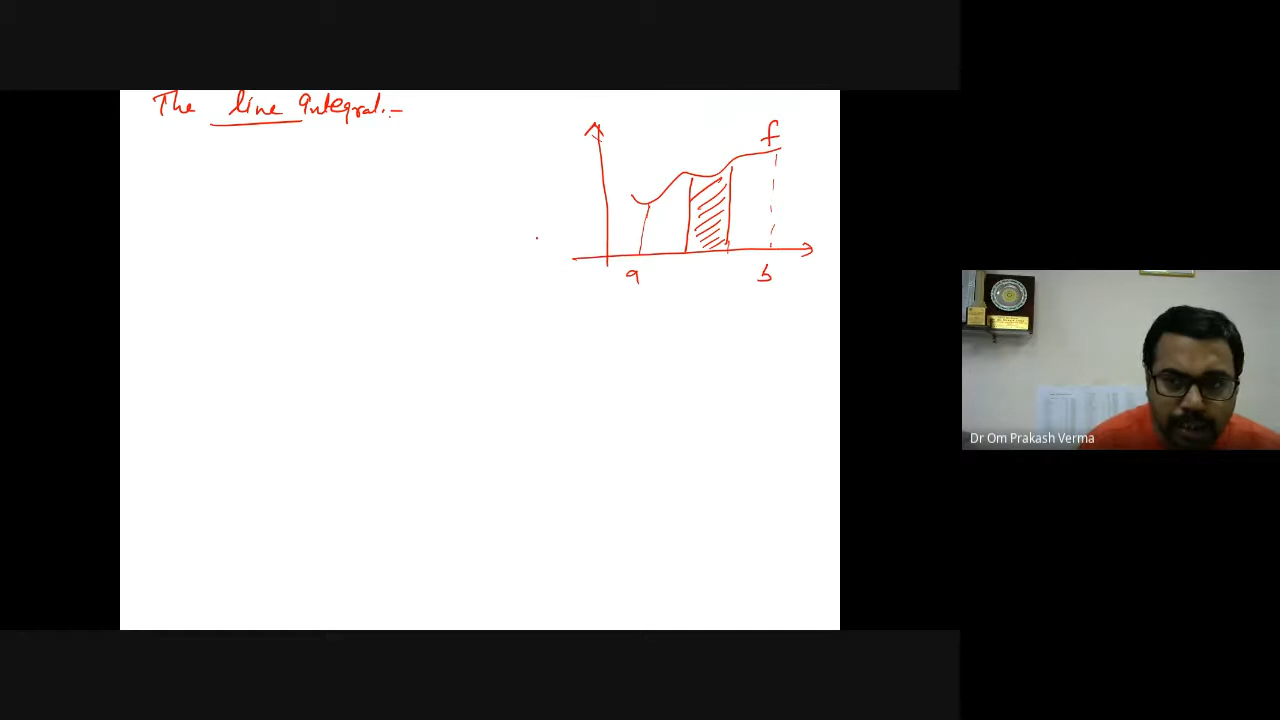 The line Integral:-
f
a
b
Dr Om Prakash Verma